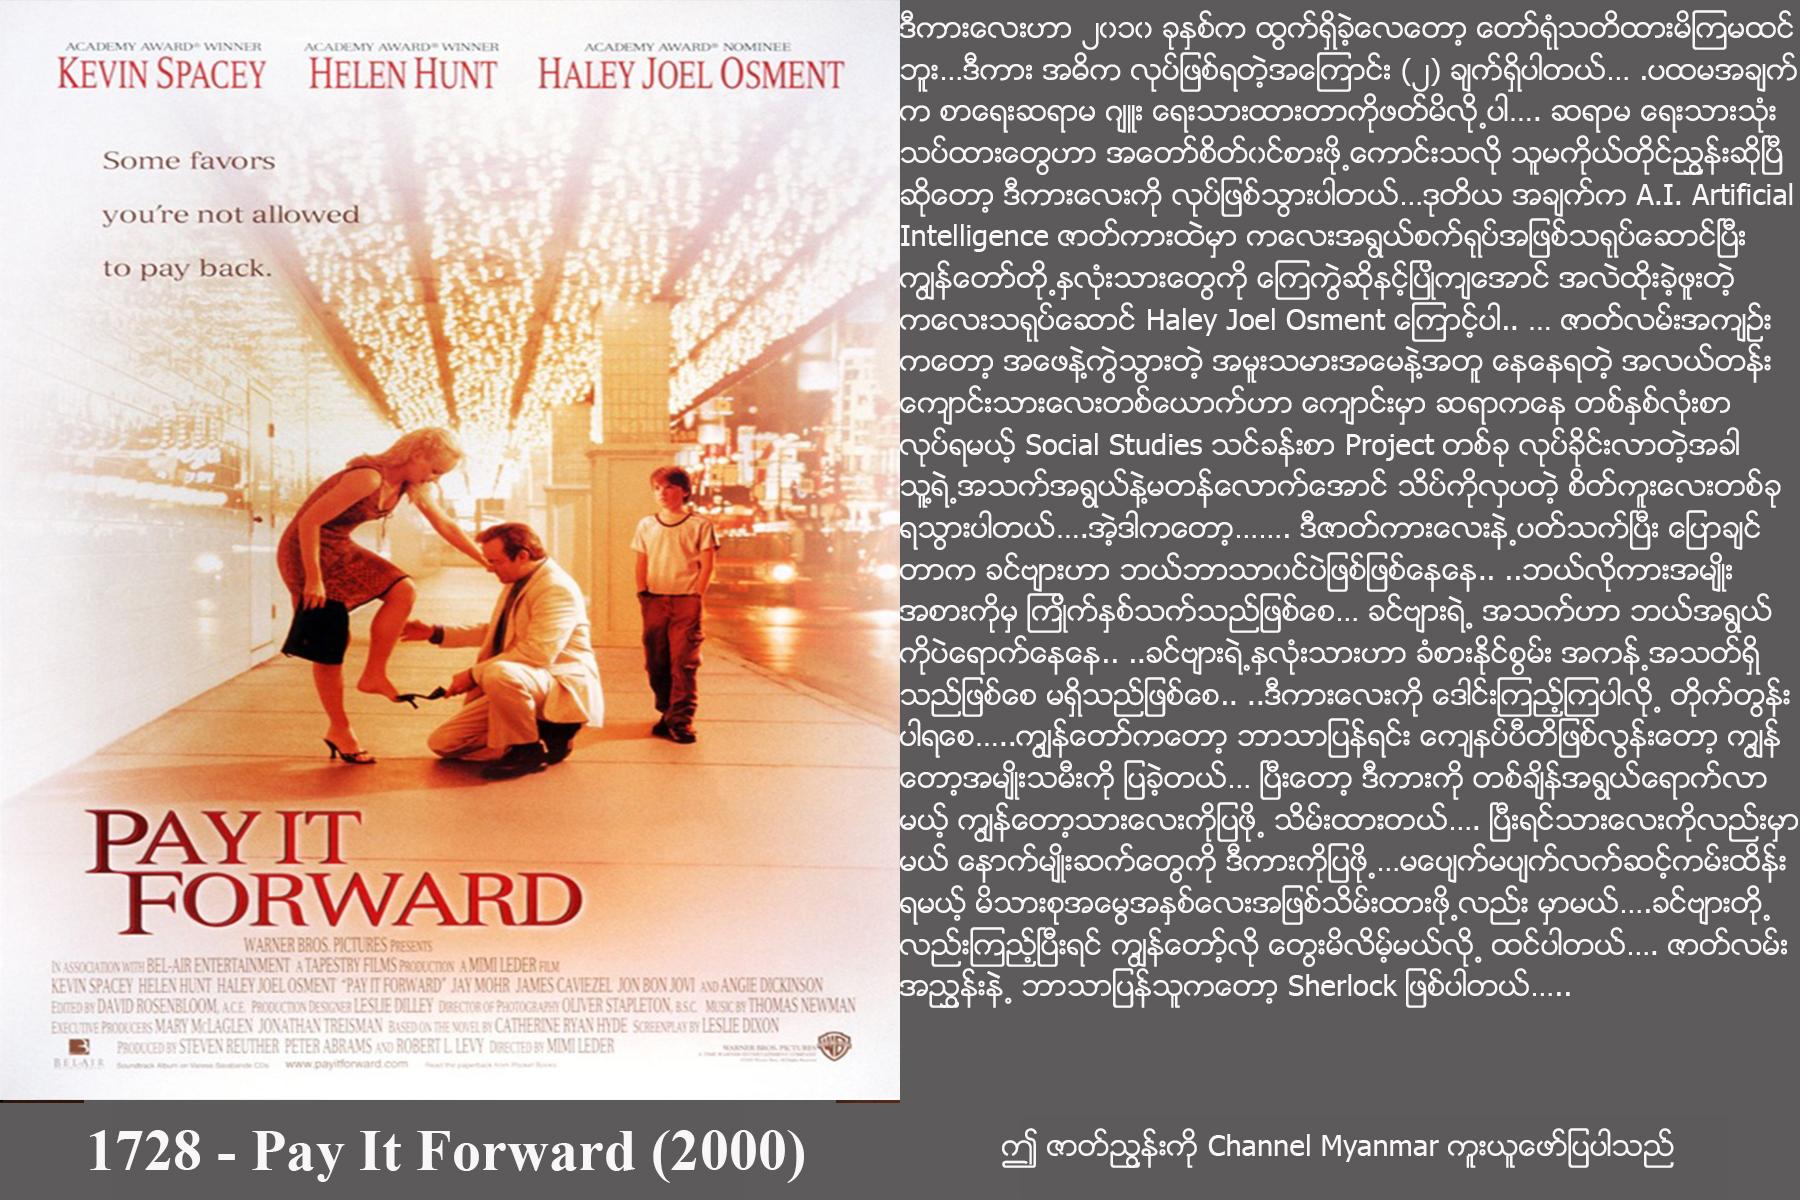 ACADEMY AWARD® WINNER
KEVIN SPACEY
ACADEMY AWARD® WINNER
HELEN HUNT
ACADEMY AWARD® NOMINEE
HALEY JOEL OSMENT
Some favors
you're not allowed
to pay back.
PAY IT
FORWARD
WARNER BROS. PICTURES PRESENTS
IN ASSOCIATION WITH BEL-AIR ENTERTAINMENT A TAPESTRY FILMS PRODUCTION A MIMI LEDER FILM
KEVIN SPACEY HELEN HUNT HALEY JOEL OSMENT "PAY IT FORWARD" JAY MOHR JAMES CAVIEZEL JON BON JOVI AND ANGIE DICKINSON
EDITED BY DAVID ROSENBLOOM, A.C.E. PRODUCTION DESIGNER LESLIE DILLEY DIRECTOR OF PHOTOGRAPHY OLIVER STAPLETON, B.S.C. MUSIC BY THOMAS NEWMAN
EXECUTIVE PRODUCERS MARY McLAGLEN JONATHAN TREISMAN BASED ON THE NOVEL BY CATHERINE RYAN HYDE SCREENPLAY BY LESLIE DIXON
PRODUCED BY STEVEN REUTHER PETER ABRAMS AND ROBERT L. LEVY DIRECTED BY MIMI LEDER
BEL-AIR
Soundtrack Album on Varese Sarabande CDs
www.payitforward.com
Read the paperback from Pocket Books
WARNER BROS. PICTURES
1728 - Pay It Forward (2000)
ဒီကားလေးဟာ ၂၀၁၀ ခုနှစ်က ထွက်ရှိခဲ့လေတော့ တော်ရုံသတိထားမိကြမထင်
ဘူး...ဒီကား အဓိက လုပ်ဖြစ်ရတဲ့အကြောင်း (၂) ချက်ရှိပါတယ်... .ပထမအချက်
က စာရေးဆရာမ ဂျူး ရေးသားထားတာကိုဖတ်မိလို့ပါ.... ဆရာမ ရေးသားသုံး
သပ်ထားတွေဟာ အတော်စိတ်ဝင်စားဖို့ကောင်းသလို သူမကိုယ်တိုင်ညွှန်းဆိုပြီ
ဆိုတော့ ဒီကားလေးကို လုပ်ဖြစ်သွားပါတယ်...ဒုတိယ အချက်က A.I. Artificial
Intelligence ဇာတ်ကားထဲမှာ ကလေးအရွယ်စက်ရုပ်အဖြစ်သရုပ်ဆောင်ပြီး
ကျွန်တော်တို့နှလုံးသားတွေကို ကြေကွဲဆိုနင့်ပြိုကျအောင် အလဲထိုးခဲ့ဖူးတဲ့
ကလေးသရုပ်ဆောင် Haley Joel Osment ကြောင့်ပါ.. ... ဇာတ်လမ်းအကျဉ်း
ကတော့ အဖေနဲ့ကွဲသွားတဲ့ အမူးသမားအမေနဲ့အတူ နေနေရတဲ့ အလယ်တန်း
ကျောင်းသားလေးတစ်ယောက်ဟာ ကျောင်းမှာ ဆရာကနေ တစ်နှစ်လုံးစာ
လုပ်ရမယ့် Social Studies သင်ခန်းစာ Project တစ်ခု လုပ်ခိုင်းလာတဲ့အခါ
သူ့ရဲ့အသက်အရွယ်နဲ့မတန်လောက်အောင် သိပ်ကိုလှပတဲ့ စိတ်ကူးလေးတစ်ခု
ရသွားပါတယ်....အဲ့ဒါကတော့....... ဒီဇာတ်ကားလေးနဲ့ပတ်သက်ပြီး ပြောချင်
တာက ခင်ဗျားဟာ ဘယ်ဘာသာဝင်ပဲဖြစ်ဖြစ်နေနေ.. ..ဘယ်လိုကားအမျိုး
အစားကိုမှ ကြိုက်နှစ်သက်သည်ဖြစ်စေ... ခင်ဗျားရဲ့ အသက်ဟာ ဘယ်အရွယ်
ကိုပဲရောက်နေနေ.. ..ခင်ဗျားရဲ့နှလုံးသားဟာ ခံစားနိုင်စွမ်း အကန့်အသတ်ရှိ
သည်ဖြစ်စေ မရှိသည်ဖြစ်စေ.. ..ဒီကားလေးကို ဒေါင်းကြည့်ကြပါလို့ တိုက်တွန်း
ပါရစေ.....ကျွန်တော်ကတော့ ဘာသာပြန်ရင်း ကျေနပ်ပီတိဖြစ်လွန်းတော့ ကျွန်
တော့အမျိုးသမီးကို ပြခဲ့တယ်... ပြီးတော့ ဒီကားကို တစ်ချိန်အရွယ်ရောက်လာ
မယ့် ကျွန်တော့သားလေးကိုပြဖို့ သိမ်းထားတယ်.... ပြီးရင်သားလေးကိုလည်းမှာ
မယ် နောက်မျိုးဆက်တွေကို ဒီကားကိုပြဖို့...မပျောက်မပျက်လက်ဆင့်ကမ်းထိန်း
ရမယ့် မိသားစုအမွေအနှစ်လေးအဖြစ်သိမ်းထားဖို့လည်း မှာမယ်....ခင်ဗျားတို့
လည်းကြည့်ပြီးရင် ကျွန်တော့်လို တွေးမိလိမ့်မယ်လို့ ထင်ပါတယ်.... ဇာတ်လမ်း
အညွှန်းနဲ့ ဘာသာပြန်သူကတော့ Sherlock ဖြစ်ပါတယ်.....
ဤ ဇာတ်ညွှန်းကို Channel Myanmar ကူးယူဖော်ပြပါသည်